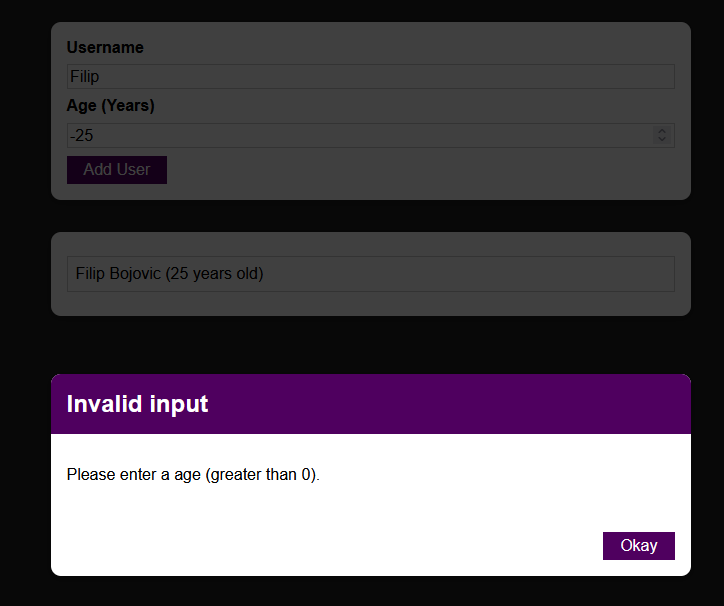 Username
Filip
Age (Years)
-25
Add User
Filip Bojovic (25 years old)
Invalid input
Please enter a age (greater than 0).
Okay